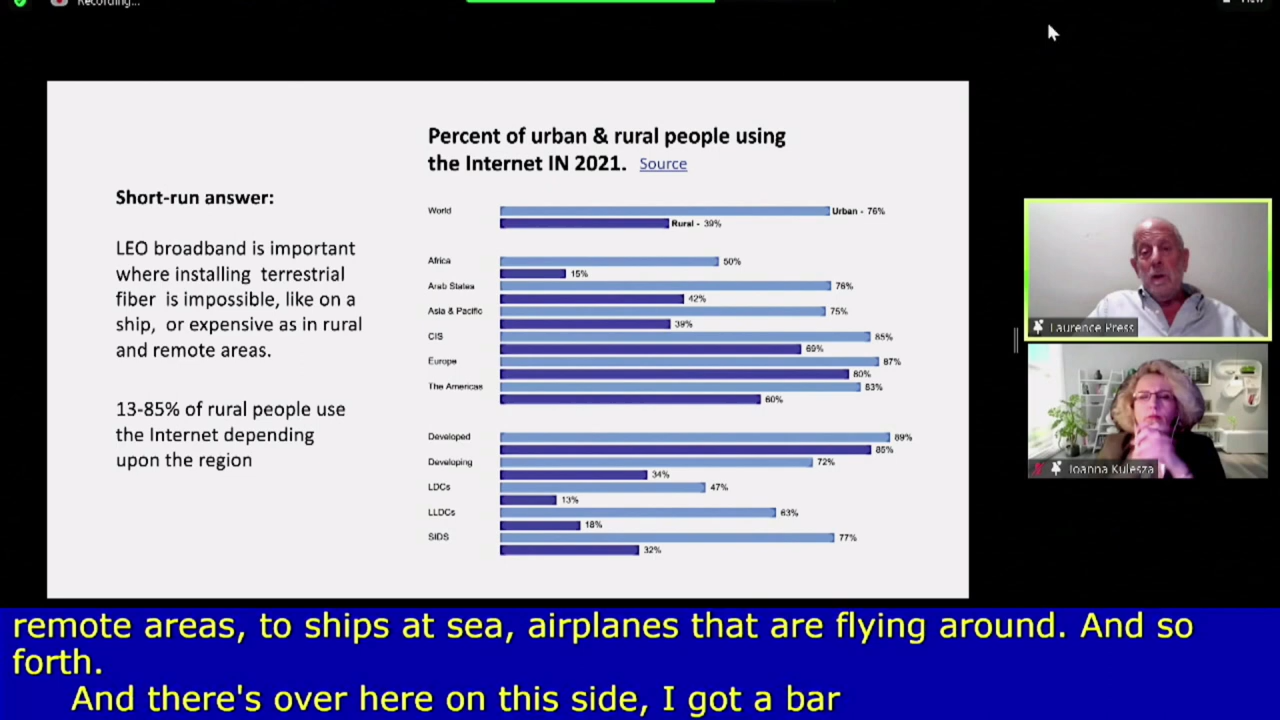 Recording...
View
Percent of urban & rural people using
the Internet IN 2021. Source
Short-run answer:
LEO broadband is important
where installing terrestrial
fiber is impossible, like on a
ship, or expensive as in rural
and remote areas.
13-85% of rural people use
the Internet depending
upon the region
World
Urban - 76%
Rural - 39%
Africa
50%
15%
Arab States
76%
42%
Asia & Pacific
75%
39%
CIS
85%
69%
Europe
87%
80%
The Americas
83%
60%
Developed
89%
85%
Developing
72%
34%
LDCs
47%
13%
LLDCs
63%
18%
SIDS
77%
32%
Laurence Press
Joanna Kulesza
remote areas, to ships at sea, airplanes that are flying around. And so
forth.
And there's over here on this side, I got a bar